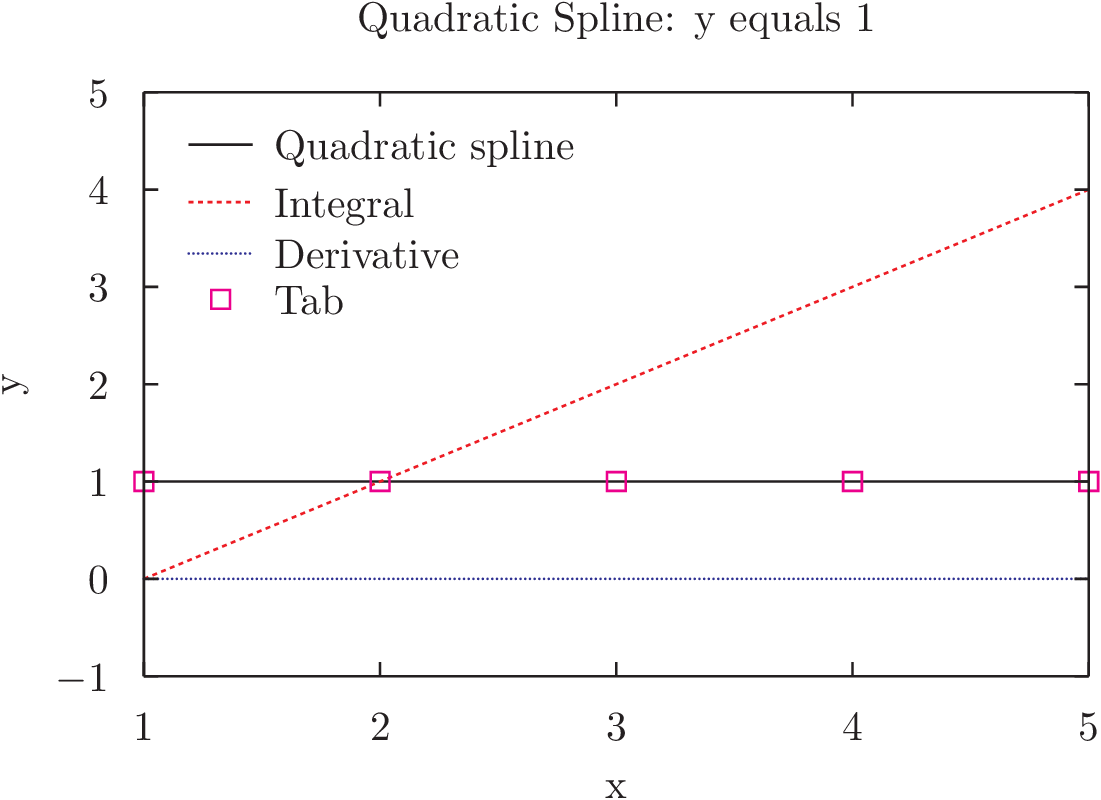 Quadratic Spline: y equals 1
5
4
3
2
1
0
−1
Quadratic spline
Integral
Derivative
Tab
y
1 2 3 4 5
x